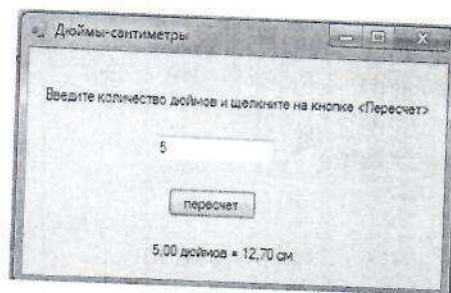 Дюймы-сантиметры
Введите количество дюймов и щелкните на кнопке <Пересчет>
5
пересчет
5,00 дюймов = 12,70 см